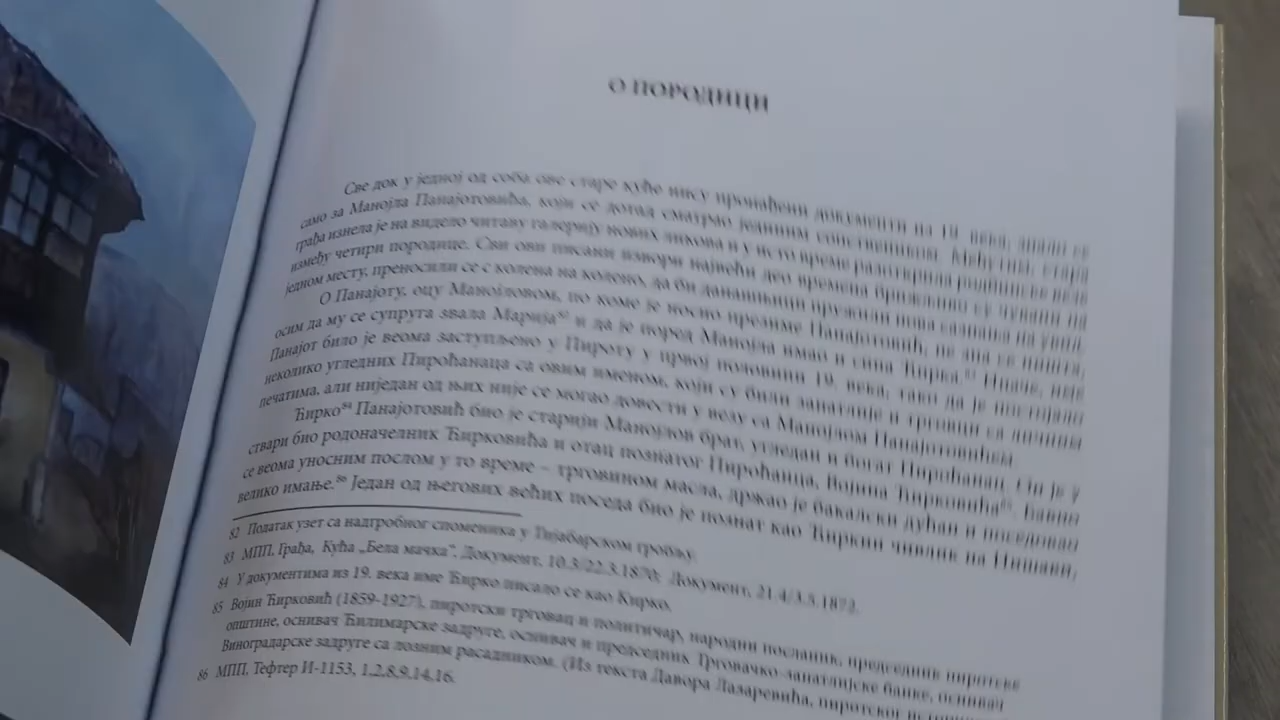 О ПОРОДИЦИ
Све док у једној од соба ове старе куће нису пронађени документи из 19. века, знали су
само за Манојла Панајотовића, који се дотад сматрао јединим сопствеником. Међутим, стара
грађа изнела је на видело читаву галерију нових ликова и у исто време разоткрила родбинске везе
између четири породице. Сви ови писани извори највећи део времена брижљиво су чувани на
једном месту, преносили се с колена на колено, да би данашњици пружили нова сазнања
О Панајоту, оцу Манојловом, по коме је носио презиме Панајотовић, не зна се ништа,
осим да му се супруга звала Марија⁸² и да је поред Манојла имао и сина Ћирка.⁸³ Иначе, име
Панајот било је веома заступљено у Пироту у првој половини 19. века, тако да је постојало
неколико угледних Пироћанаца са овим именом, који су били занатлије и трговци са личним
печатима, али ниједан од њих није се могао довести у везу са Манојлом Панајотовићем.
Ћирко⁸⁴ Панајотовић био је старији Манојлов брат, угледан и богат Пироћанац. Он је у
ствари био родоначелник Ћирковића и отац познатог Пироћанца, Војина Ћирковића⁸⁵. Бавио
се веома уносним послом у то време – трговином масла, држао је бакалски дућан и поседовао
велико имање.⁸⁶ Један од његових већих поседа био је познат као Ћиркин чивлик на Нишави,
82 Податак узет са надгробног споменика у Тијабарском гробљу.
83 МПП, Грађа, Кућа „Бела мачка“, Документ, 10.3/22.3.1870; Документ, 21.4/3.5.1872.
84 У документима из 19. века име Ћирко писало се као Кирко.
85 Војин Ћирковић (1859-1927), пиротски трговац и политичар, народни посланик, председник пиротске
општине, оснивач Ћилимарске задруге, оснивач и председник Трговачко-занатлијске банке, оснивач
Виноградарске задруге са лозним расадником. (Из текста Давора Лазаревића, пиротског
86 МПП, Тефтер И-1153, 1,2,8,9,14,16.